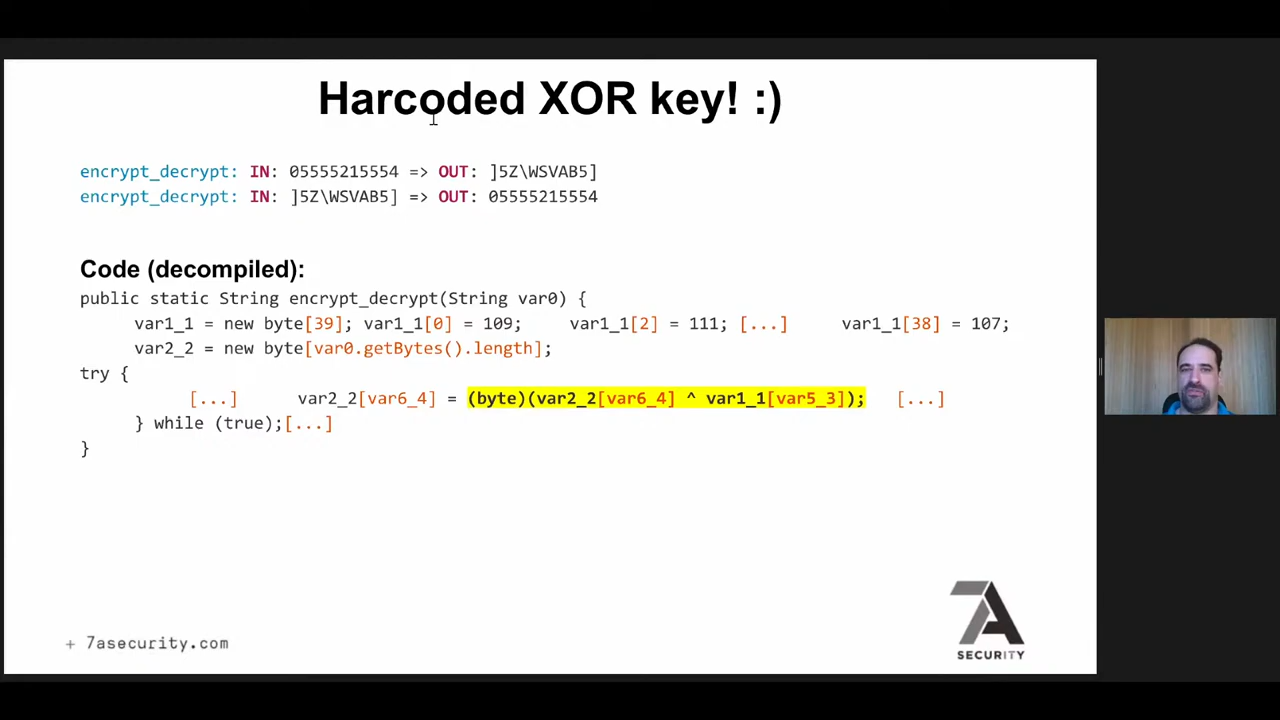 Harcoded XOR key! :)
encrypt_decrypt: IN: 05555215554 => OUT: ]5Z\WSVAB5]
encrypt_decrypt: IN: ]5Z\WSVAB5] => OUT: 05555215554
Code (decompiled):
public static String encrypt_decrypt(String var0) {
var1_1 = new byte[39]; var1_1[0] = 109; var1_1[2] = 111; [...] var1_1[38] = 107;
var2_2 = new byte[var0.getBytes().length];
try {
[...] var2_2[var6_4] = (byte)(var2_2[var6_4] ^ var1_1[var5_3]); [...]
} while (true);[...]
}
+ 7asecurity.com
7A
SECURITY